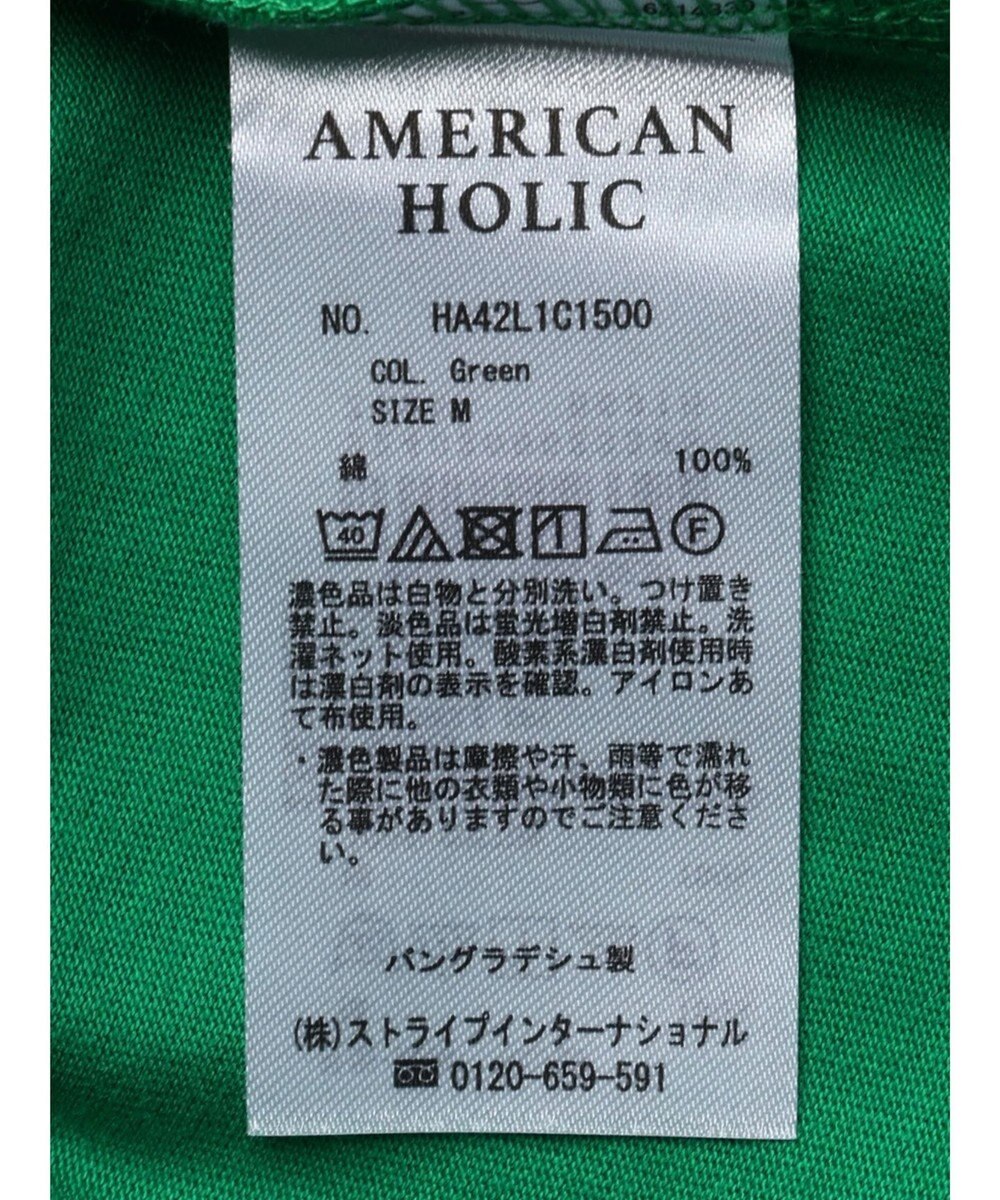 6314339
AMERICAN
HOLIC
NO. HA42L1C1500
COL. Green
SIZE M
綿 100%
40 F
濃色品は白物と分別洗い。つけ置き
禁止。淡色品は蛍光増白剤禁止。洗
濯ネット使用。酸素系漂白剤使用時
は漂白剤の表示を確認。アイロンあ
て布使用。
・濃色製品は摩擦や汗、雨等で濡れ
た際に他の衣類や小物類に色が移
る事がありますのでご注意くださ
い。
バングラデシュ製
(株)ストライプインターナショナル
0120-659-591